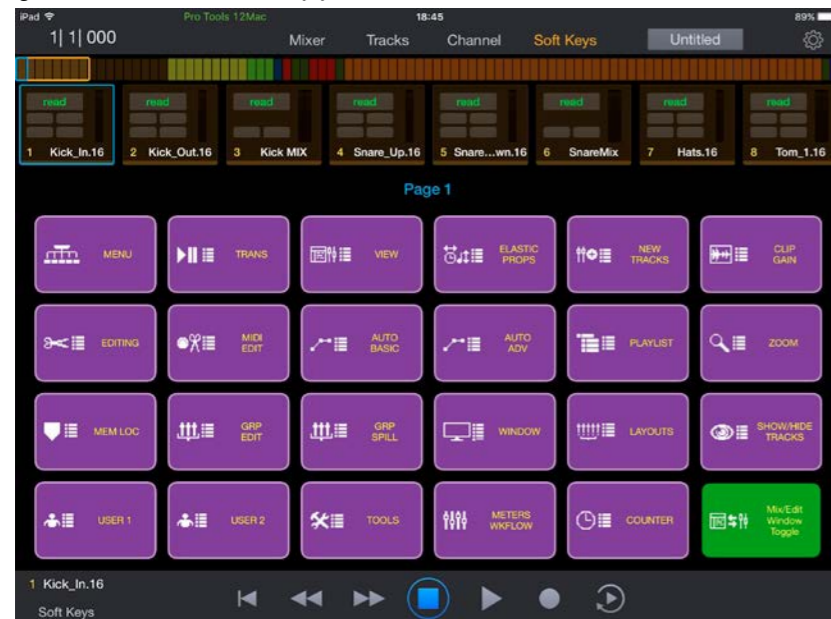 iPad Pro Tools 12Mac 18:45 89%
1| 1| 000 Mixer Tracks Channel Soft Keys Untitled
read read read read read read read read
1 Kick_In.16 2 Kick_Out.16 3 Kick MIX 4 Snare_Up.16 5 Snare...wn.16 6 SnareMix 7 Hats.16 8 Tom_1.16
Page 1
MENU
TRANS
VIEW
ELASTIC
PROPS
NEW
TRACKS
CLIP
GAIN
EDITING
MIDI
EDIT
AUTO
BASIC
AUTO
ADV
PLAYLIST
ZOOM
MEM LOC
GRP
EDIT
GRP
SPILL
WINDOW
LAYOUTS
SHOW/HIDE
TRACKS
USER 1
USER 2
TOOLS
METERS
WKFLOW
COUNTER
Mix/Edit
Window
Toggle
1 Kick_In.16
Soft Keys